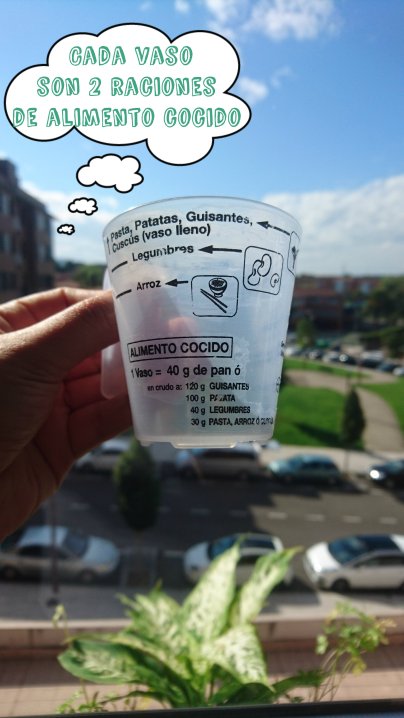 CADA VASO
SON 2 RACIONES
DE ALIMENTO COCIDO
Pasta, Patatas, Guisantes,
Cuscús (vaso lleno)
Legumbres
Arroz
ALIMENTO COCIDO
1 Vaso = 40 g de pan ó
en crudo a: 120 g GUISANTES
100 g PATATA
40 g LEGUMBRES
30 g PASTA, ARROZ Ó